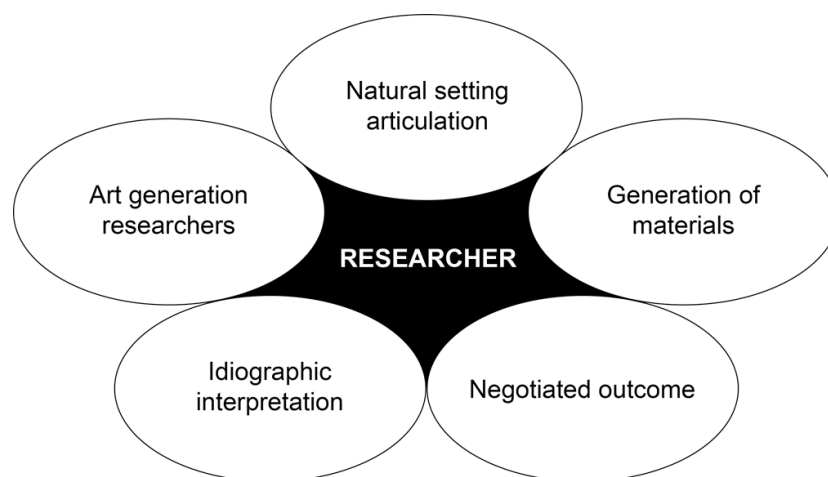 Natural setting
articulation
Art generation
researchers
Generation of
materials
RESEARCHER
Idiographic
interpretation
Negotiated outcome